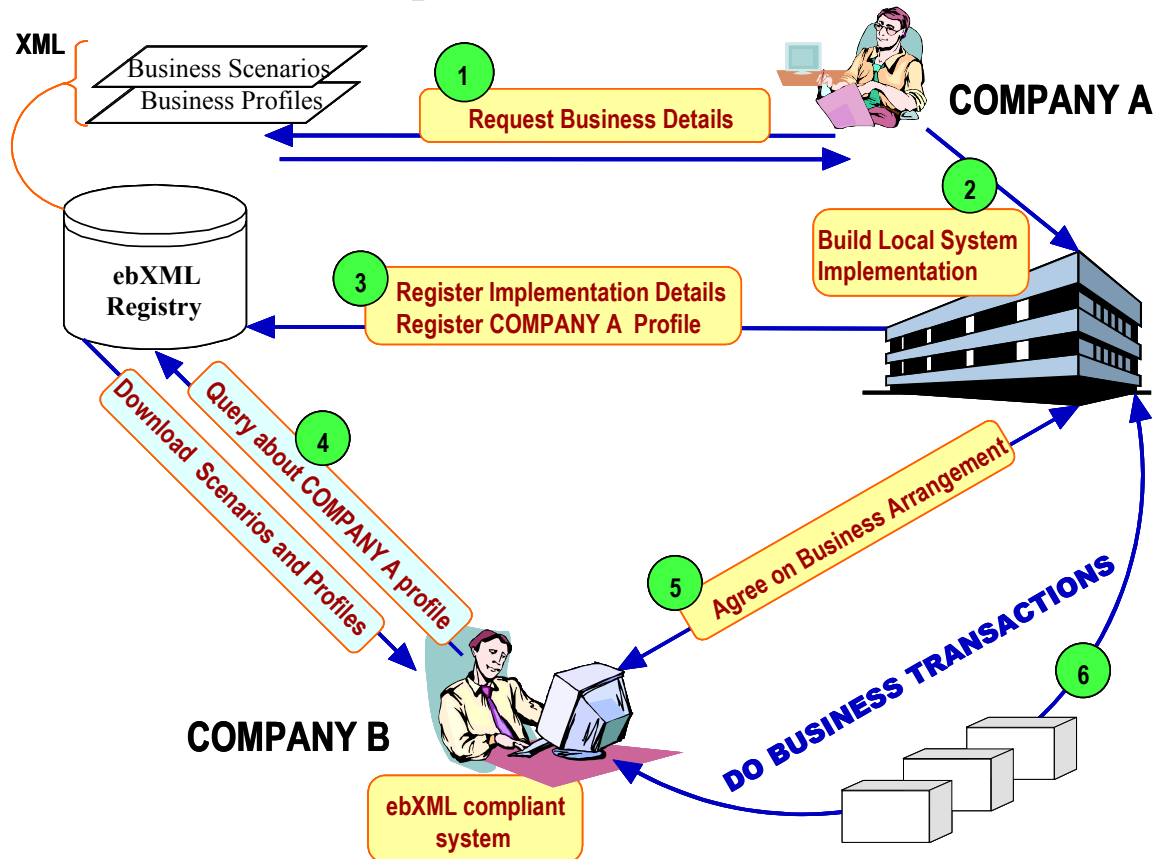 XML
Business Scenarios
Business Profiles
1
Request Business Details
COMPANY A
2
Build Local System
Implementation
ebXML
Registry
3
Register Implementation Details
Register COMPANY A Profile
Download Scenarios and Profiles
Query about COMPANY A profile
4
5
Agree on Business Arrangement
DO BUSINESS TRANSACTIONS
6
COMPANY B
ebXML compliant
system